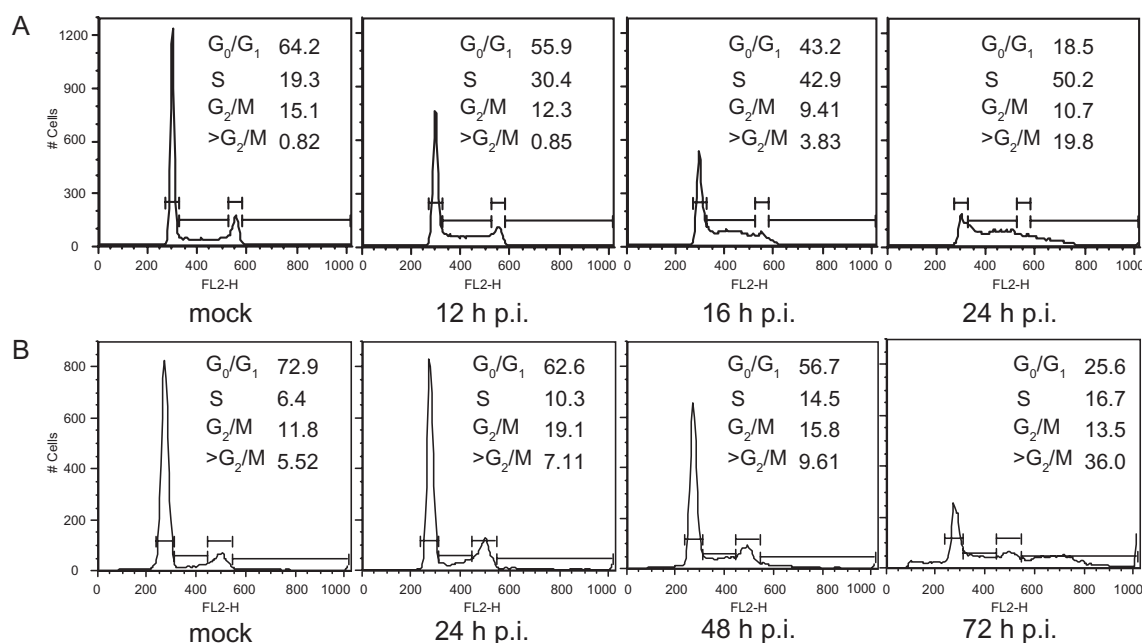 A
# Cells
1200
900
600
300
0
G0/G1 64.2
S 19.3
G2/M 15.1
>G2/M 0.82
0 200 400 600 800 1000
FL2-H
mock
G0/G1 55.9
S 30.4
G2/M 12.3
>G2/M 0.85
0 200 400 600 800 1000
FL2-H
12 h p.i.
G0/G1 43.2
S 42.9
G2/M 9.41
>G2/M 3.83
0 200 400 600 800 1000
FL2-H
16 h p.i.
G0/G1 18.5
S 50.2
G2/M 10.7
>G2/M 19.8
0 200 400 600 800 1000
FL2-H
24 h p.i.
B
# Cells
800
600
400
200
0
G0/G1 72.9
S 6.4
G2/M 11.8
>G2/M 5.52
0 200 400 600 800 1000
FL2-H
mock
G0/G1 62.6
S 10.3
G2/M 19.1
>G2/M 7.11
0 200 400 600 800 1000
FL2-H
24 h p.i.
G0/G1 56.7
S 14.5
G2/M 15.8
>G2/M 9.61
0 200 400 600 800 1000
FL2-H
48 h p.i.
G0/G1 25.6
S 16.7
G2/M 13.5
>G2/M 36.0
0 200 400 600 800 1000
FL2-H
72 h p.i.